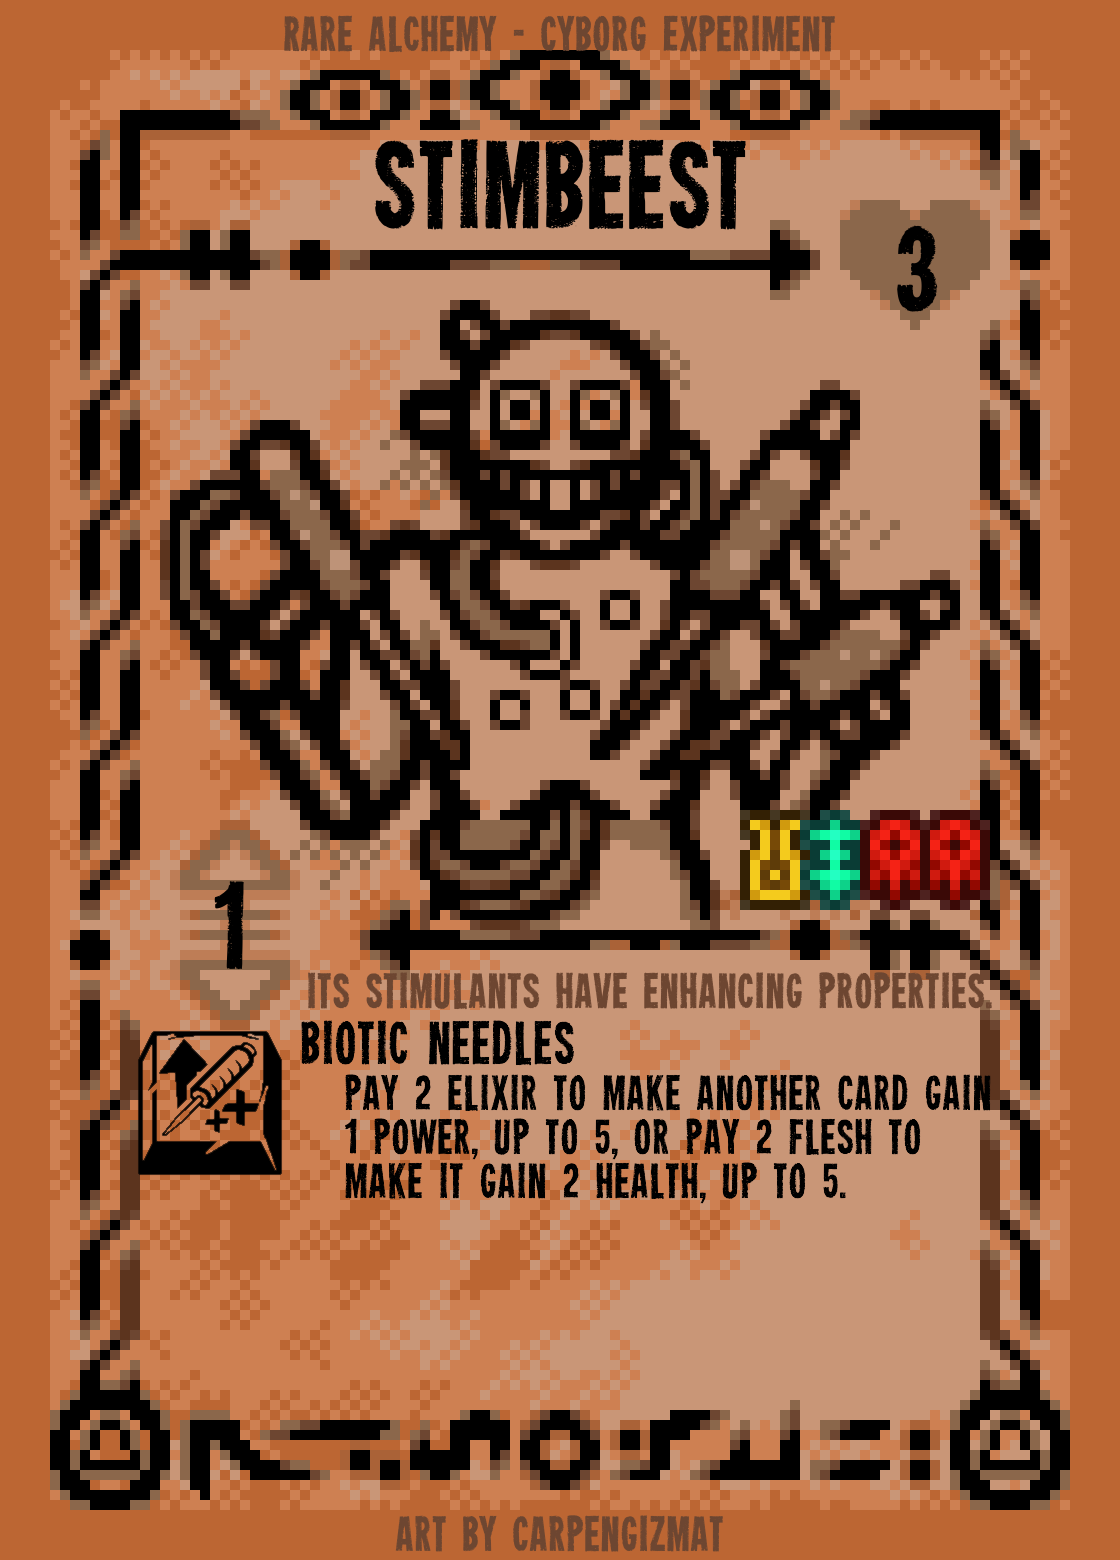 RARE ALCHEMY - CYBORG EXPERIMENT
STIMBEEST
3
1
ITS STIMULANTS HAVE ENHANCING PROPERTIES.
BIOTIC NEEDLES
PAY 2 ELIXIR TO MAKE ANOTHER CARD GAIN
1 POWER, UP TO 5, OR PAY 2 FLESH TO
MAKE IT GAIN 2 HEALTH, UP TO 5.
ART BY CARPENGIZMAT